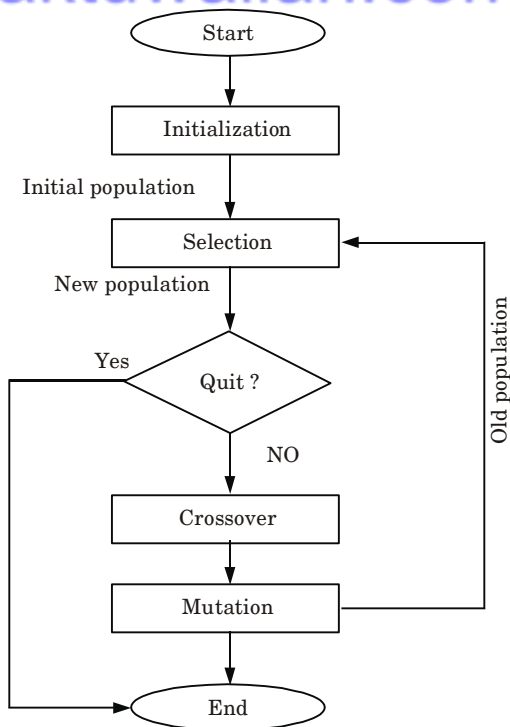 Start
Initialization
Initial population
Selection
New population
Yes
Quit ?
Old population
NO
Crossover
Mutation
End